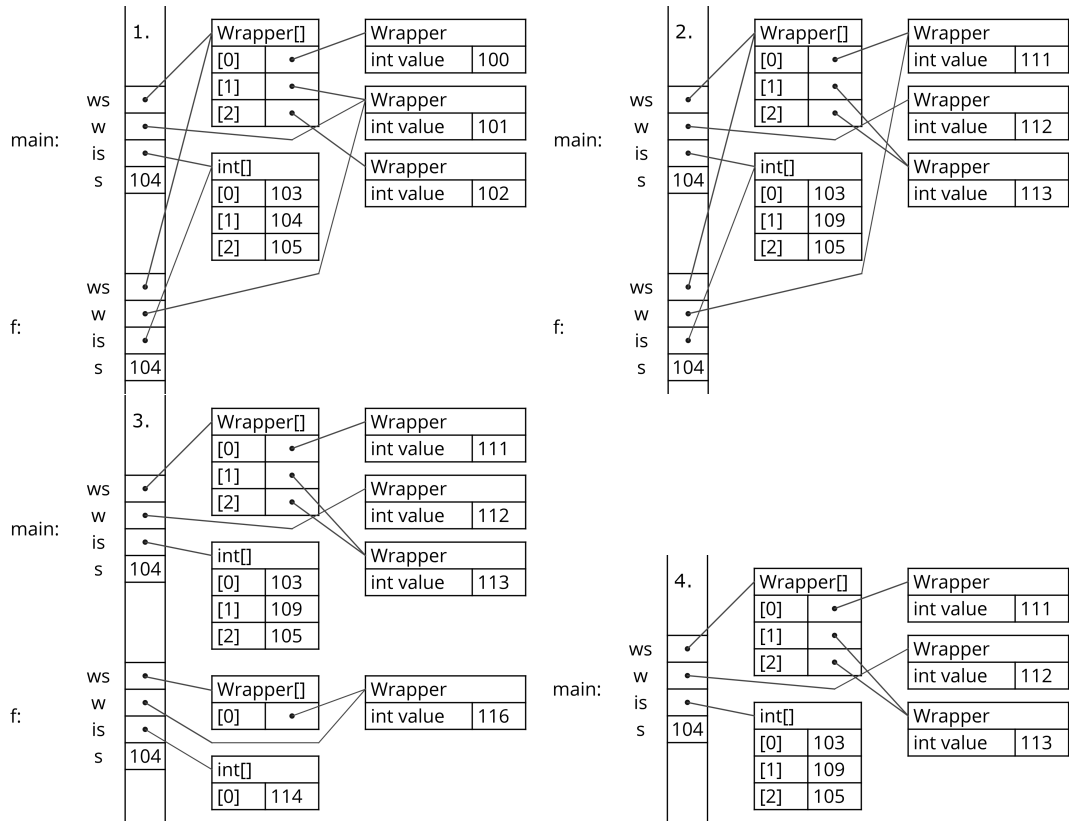 1.
Wrapper[]
Wrapper
[0]
int value 100
ws
[1]
Wrapper
w
[2]
int value 101
main:
is
int[]
Wrapper
s 104
[0] 103
int value 102
[1] 104
[2] 105
ws
w
f:
is
s 104
2.
Wrapper[]
Wrapper
[0]
int value 111
ws
[1]
Wrapper
w
[2]
int value 112
main:
is
int[]
Wrapper
s 104
[0] 103
int value 113
[1] 109
[2] 105
ws
w
f:
is
s 104
3.
Wrapper[]
Wrapper
[0]
int value 111
ws
[1]
Wrapper
w
[2]
int value 112
main:
is
int[]
Wrapper
s 104
[0] 103
int value 113
[1] 109
[2] 105
ws
Wrapper[]
Wrapper
w
[0]
int value 116
f:
is
s 104
int[]
[0] 114
4.
Wrapper[]
Wrapper
[0]
int value 111
ws
[1]
Wrapper
w
[2]
int value 112
main:
is
int[]
Wrapper
s 104
[0] 103
int value 113
[1] 109
[2] 105